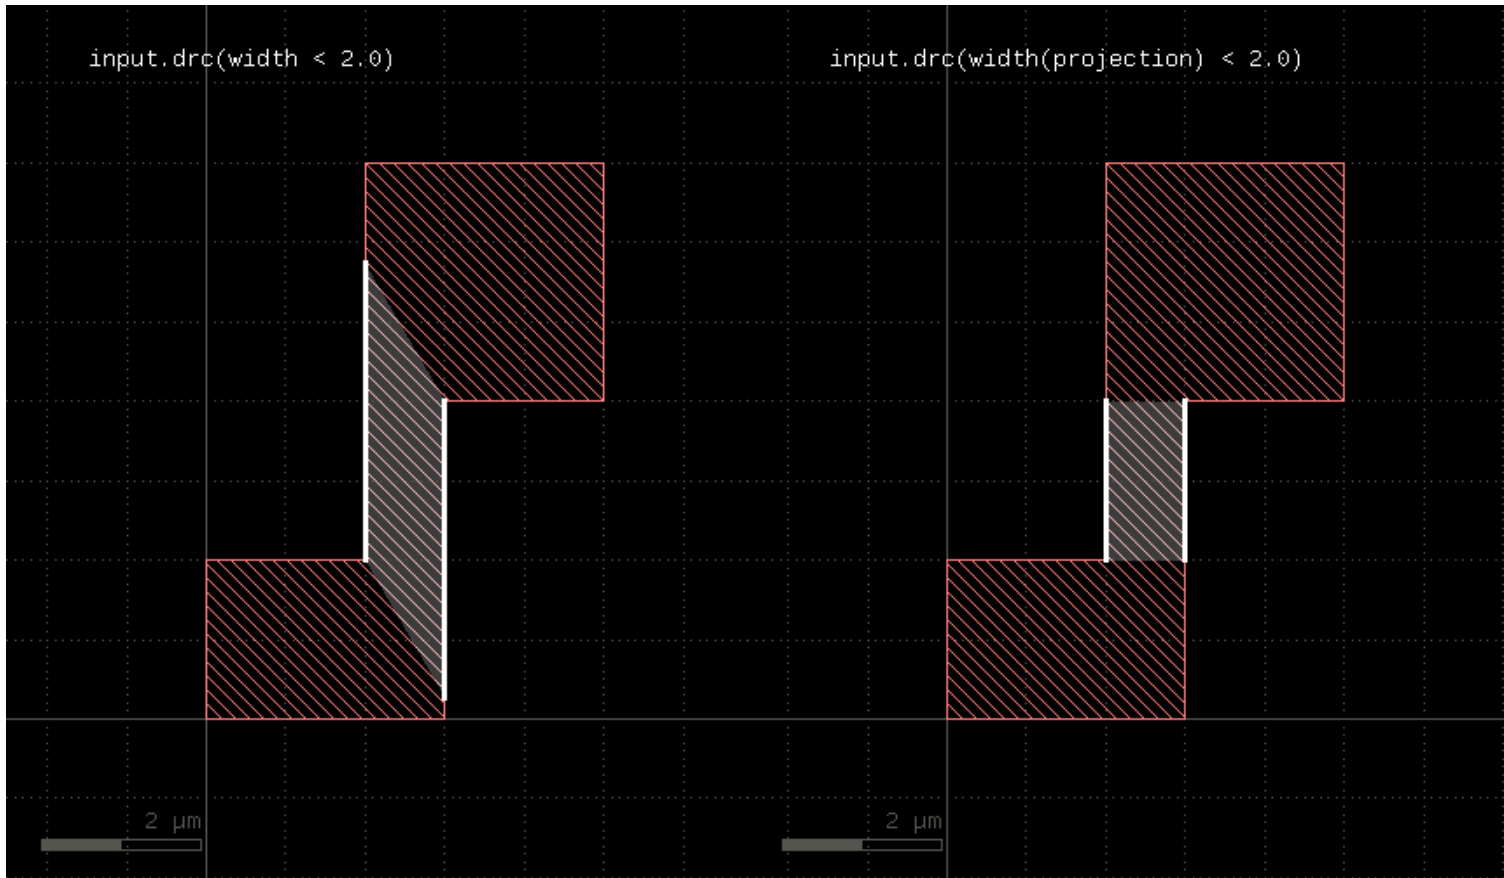 input.drc(width < 2.0)
input.drc(width(projection) < 2.0)
2 µm
2 µm